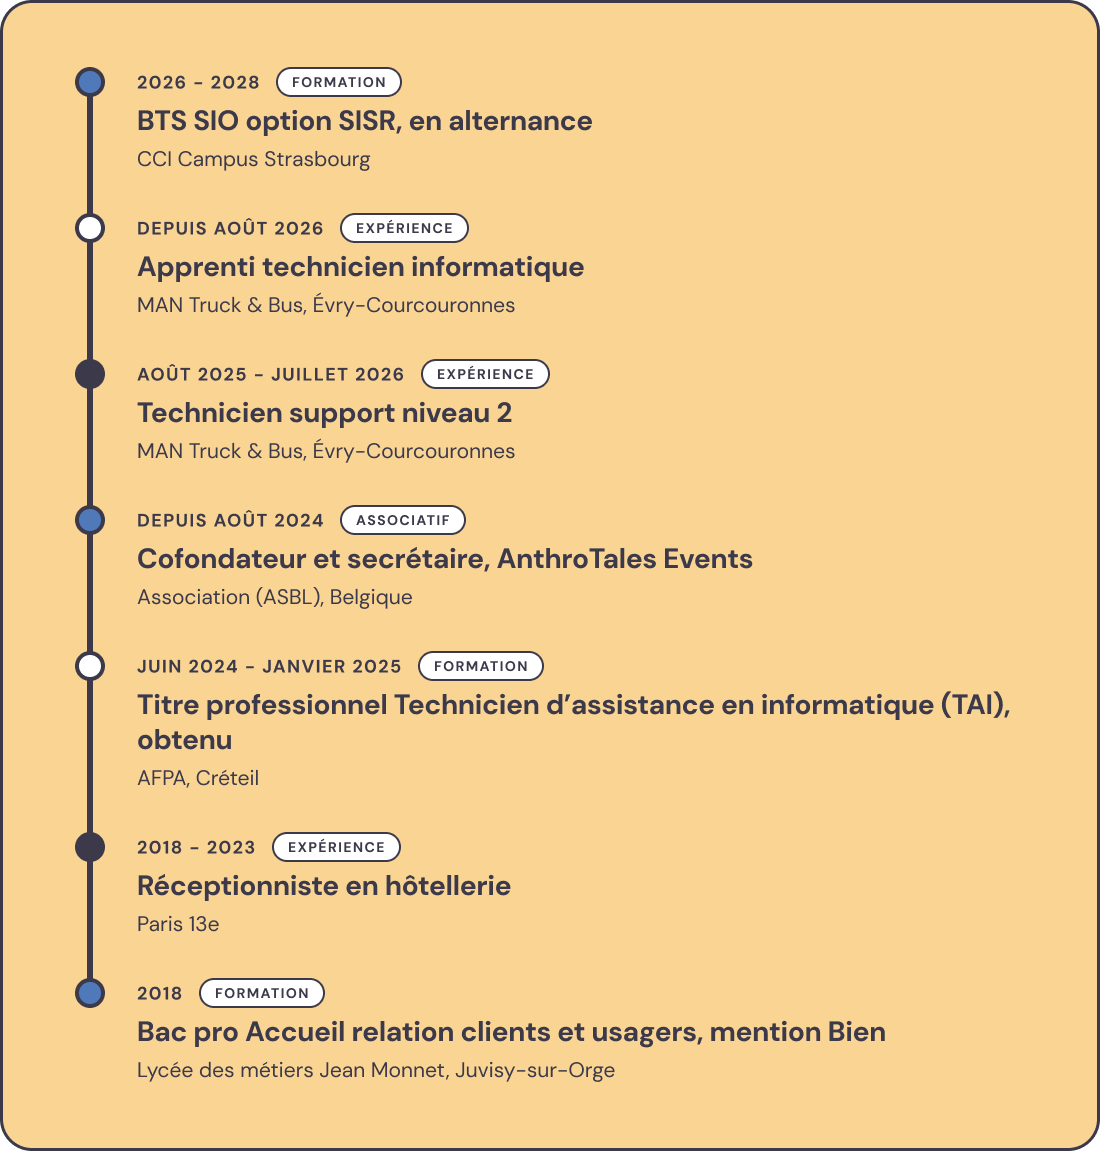 2026 – 2028 FORMATION
BTS SIO option SISR, en alternance
CCI Campus Strasbourg
DEPUIS AOÛT 2026 EXPÉRIENCE
Apprenti technicien informatique
MAN Truck & Bus, Évry-Courcouronnes
AOÛT 2025 – JUILLET 2026 EXPÉRIENCE
Technicien support niveau 2
MAN Truck & Bus, Évry-Courcouronnes
DEPUIS AOÛT 2024 ASSOCIATIF
Cofondateur et secrétaire, AnthroTales Events
Association (ASBL), Belgique
JUIN 2024 – JANVIER 2025 FORMATION
Titre professionnel Technicien d’assistance en informatique (TAI),
obtenu
AFPA, Créteil
2018 – 2023 EXPÉRIENCE
Réceptionniste en hôtellerie
Paris 13e
2018 FORMATION
Bac pro Accueil relation clients et usagers, mention Bien
Lycée des métiers Jean Monnet, Juvisy-sur-Orge